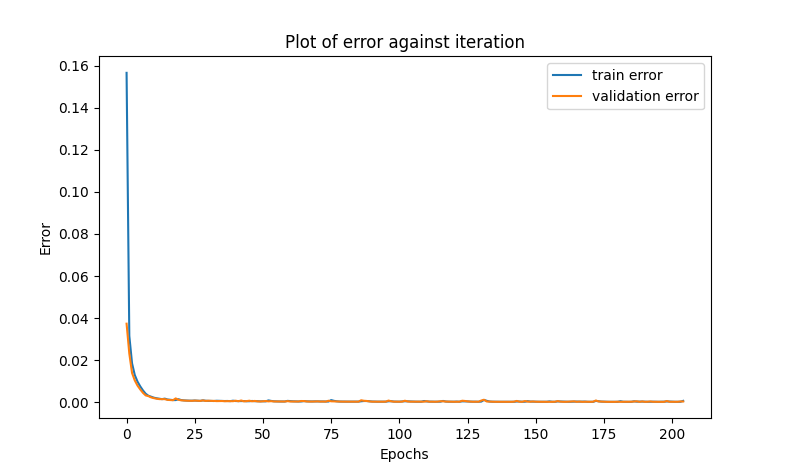 Plot of error against iteration
train error
validation error
Error
0.16
0.14
0.12
0.10
0.08
0.06
0.04
0.02
0.00
0 25 50 75 100 125 150 175 200
Epochs